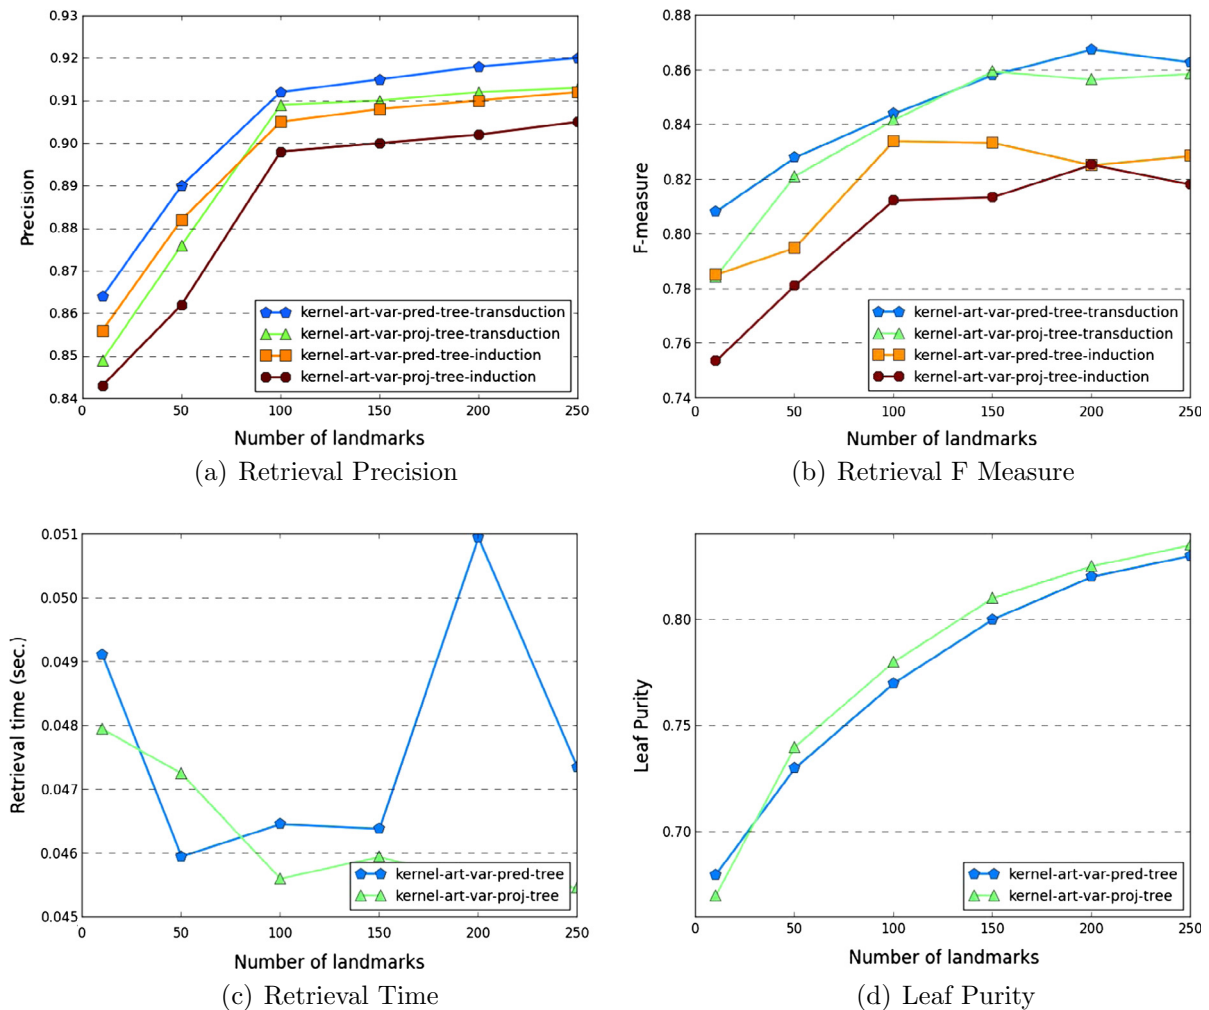 0.93
0.92
0.91
0.90
0.89
0.88
0.87
0.86
0.85
0.84
Precision
kernel-art-var-pred-tree-transduction
kernel-art-var-proj-tree-transduction
kernel-art-var-pred-tree-induction
kernel-art-var-proj-tree-induction
0 50 100 150 200 250
Number of landmarks
(a) Retrieval Precision
0.88
0.86
0.84
0.82
0.80
0.78
0.76
0.74
F-measure
kernel-art-var-pred-tree-transduction
kernel-art-var-proj-tree-transduction
kernel-art-var-pred-tree-induction
kernel-art-var-proj-tree-induction
0 50 100 150 200 250
Number of landmarks
(b) Retrieval F Measure
0.051
0.050
0.049
0.048
0.047
0.046
0.045
Retrieval time (sec.)
kernel-art-var-pred-tree
kernel-art-var-proj-tree
0 50 100 150 200 250
Number of landmarks
(c) Retrieval Time
0.80
0.75
0.70
Leaf Purity
kernel-art-var-pred-tree
kernel-art-var-proj-tree
0 50 100 150 200 250
Number of landmarks
(d) Leaf Purity